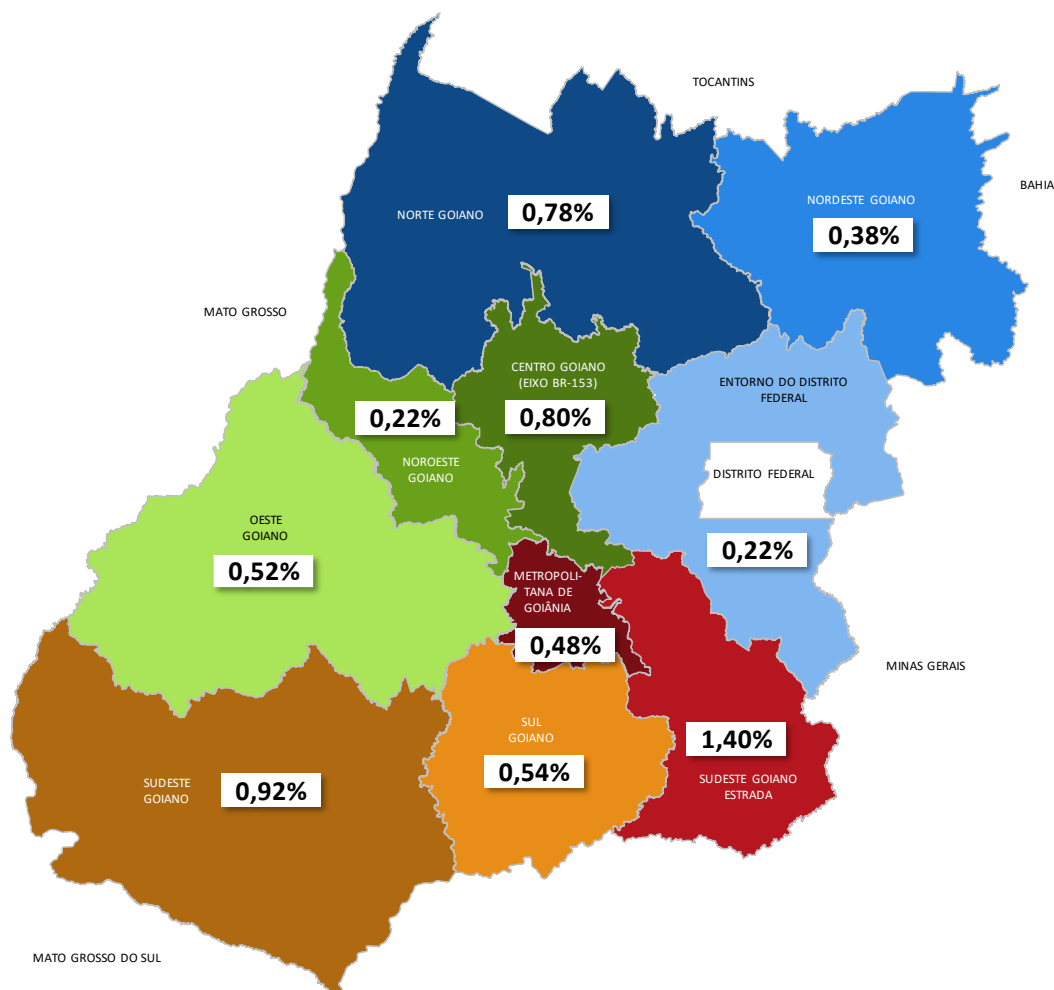 TOCANTINS
BAHIA
NORDESTE GOIANO
0,38%
NORTE GOIANO
0,78%
MATO GROSSO
CENTRO GOIANO
(EIXO BR-153)
0,80%
ENTORNO DO DISTRITO
FEDERAL
0,22%
NOROESTE
GOIANO
DISTRITO FEDERAL
0,22%
OESTE
GOIANO
0,52%
METROPOLI-
TANA DE
GOIÂNIA
0,48%
MINAS GERAIS
SUL
GOIANO
0,54%
1,40%
SUDESTE GOIANO
ESTRADA
SUDESTE
GOIANO
0,92%
MATO GROSSO DO SUL